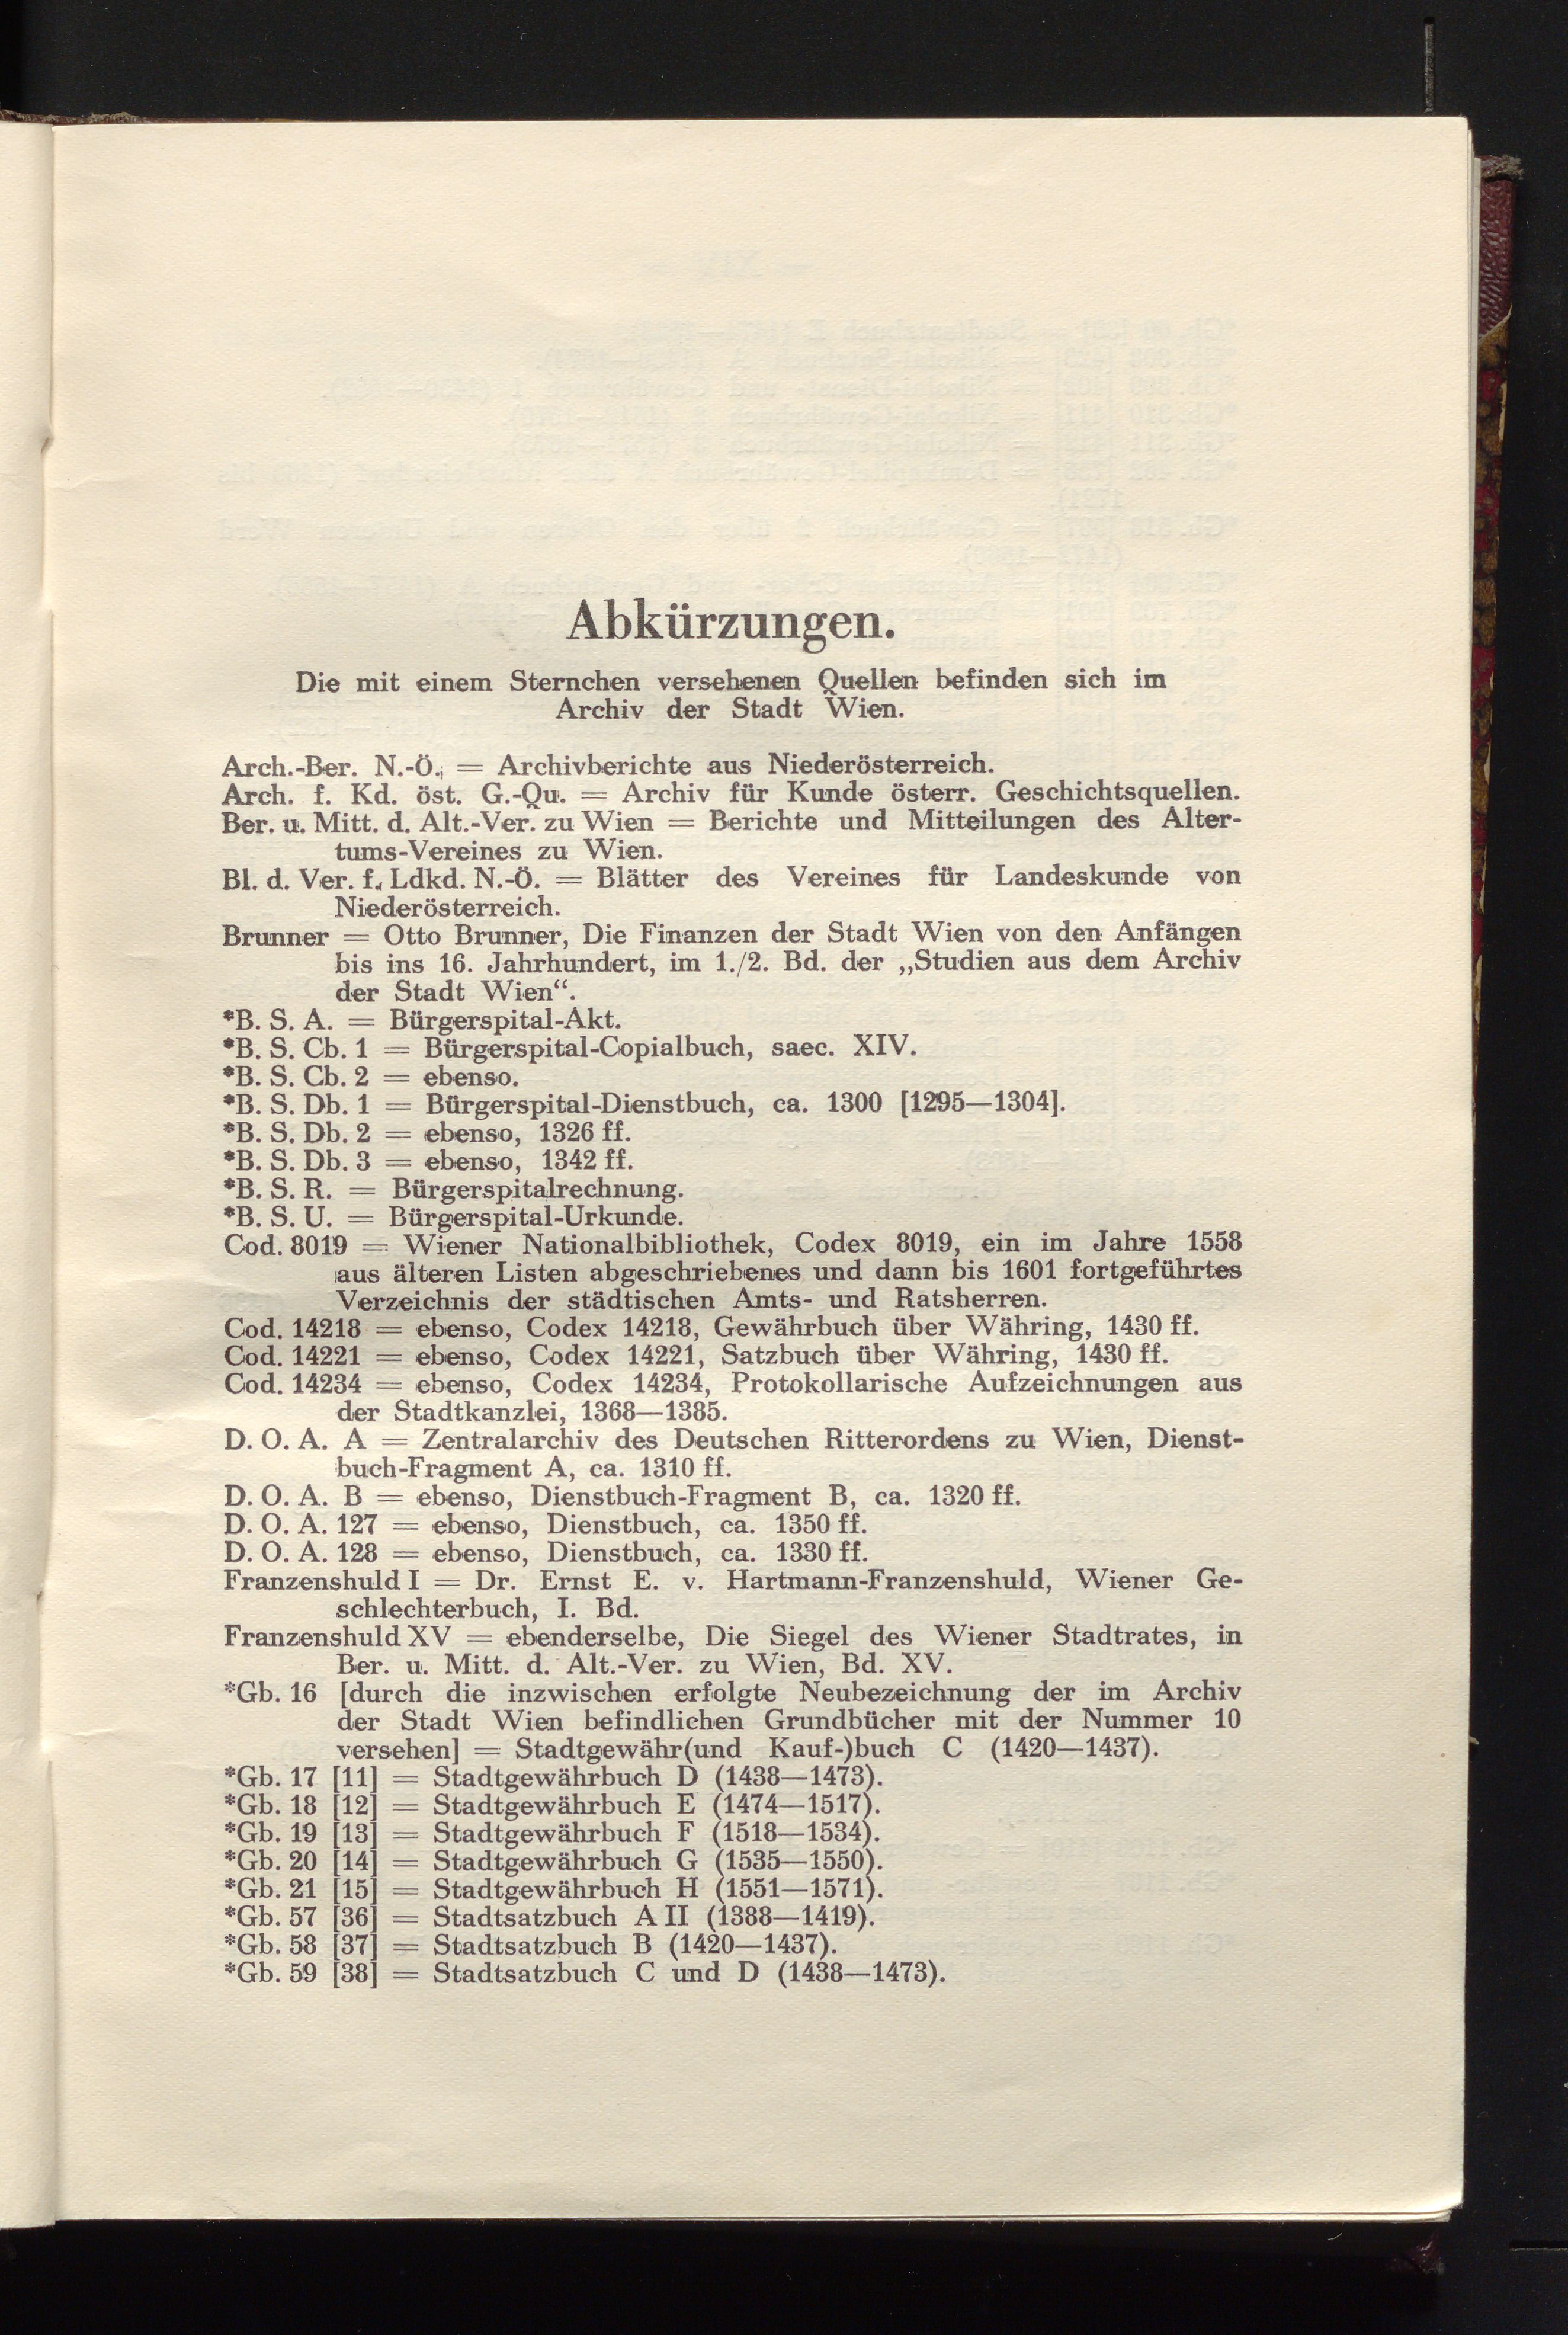 Abkürzungen.
Die mit einem Sternchen versehenen Quellen befinden sich im
Archiv der Stadt Wien.
Arch.-Ber. N.-Ö. = Archivberichte aus Niederösterreich.
Arch. f. Kd. öst. G.-Qu. = Archiv für Kunde österr. Geschichtsquellen.
Ber. u. Mitt. d. Alt.-Ver. zu Wien = Berichte und Mitteilungen des Alter-
tums-Vereines zu Wien.
Bl. d. Ver. f. Ldkd. N.-Ö. = Blätter des Vereines für Landeskunde von
Niederösterreich.
Brunner = Otto Brunner, Die Finanzen der Stadt Wien von den Anfängen
bis ins 16. Jahrhundert, im 1./2. Bd. der „Studien aus dem Archiv
der Stadt Wien“.
*B. S. A. = Bürgerspital-Akt.
*B. S. Cb. 1 = Bürgerspital-Copialbuch, saec. XIV.
*B. S. Cb. 2 = ebenso.
*B. S. Db. 1 = Bürgerspital-Dienstbuch, ca. 1300 [1295—1304].
*B. S. Db. 2 = ebenso, 1326 ff.
*B. S. Db. 3 = ebenso, 1342 ff.
*B. S. R. = Bürgerspitalrechnung.
*B. S. U. = Bürgerspital-Urkunde.
Cod. 8019 = Wiener Nationalbibliothek, Codex 8019, ein im Jahre 1558
aus älteren Listen abgeschriebenes und dann bis 1601 fortgeführtes
Verzeichnis der städtischen Amts- und Ratsherren.
Cod. 14218 = ebenso, Codex 14218, Gewährbuch über Währing, 1430 ff.
Cod. 14221 = ebenso, Codex 14221, Satzbuch über Währing, 1430 ff.
Cod. 14234 = ebenso, Codex 14234, Protokollarische Aufzeichnungen aus
der Stadtkanzlei, 1368—1385.
D. O. A. A = Zentralarchiv des Deutschen Ritterordens zu Wien, Dienst-
buch-Fragment A, ca. 1310 ff.
D. O. A. B = ebenso, Dienstbuch-Fragment B, ca. 1320 ff.
D. O. A. 127 = ebenso, Dienstbuch, ca. 1350 ff.
D. O. A. 128 = ebenso, Dienstbuch, ca. 1330 ff.
Franzenshuld I = Dr. Ernst E. v. Hartmann-Franzenshuld, Wiener Ge-
schlechterbuch, I. Bd.
Franzenshuld XV = ebenderselbe, Die Siegel des Wiener Stadtrates, in
Ber. u. Mitt. d. Alt.-Ver. zu Wien, Bd. XV.
*Gb. 16 [durch die inzwischen erfolgte Neubezeichnung der im Archiv
der Stadt Wien befindlichen Grundbücher mit der Nummer 10
versehen] = Stadtgewähr(und Kauf-)buch C (1420—1437).
*Gb. 17 [11] = Stadtgewährbuch D (1438—1473).
*Gb. 18 [12] = Stadtgewährbuch E (1474—1517).
*Gb. 19 [13] = Stadtgewährbuch F (1518—1534).
*Gb. 20 [14] = Stadtgewährbuch G (1535—1550).
*Gb. 21 [15] = Stadtgewährbuch H (1551—1571).
*Gb. 57 [36] = Stadtsatzbuch A II (1388—1419).
*Gb. 58 [37] = Stadtsatzbuch B (1420—1437).
*Gb. 59 [38] = Stadtsatzbuch C und D (1438—1473).